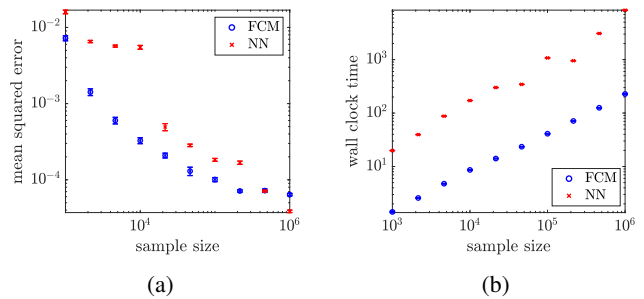 10^{-2}
10^{-3}
10^{-4}
mean squared error
FCM
NN
10^{4}
10^{6}
sample size
(a)
10^{3}
10^{2}
10^{1}
wall clock time
FCM
NN
10^{3}
10^{4}
10^{5}
10^{6}
sample size
(b)